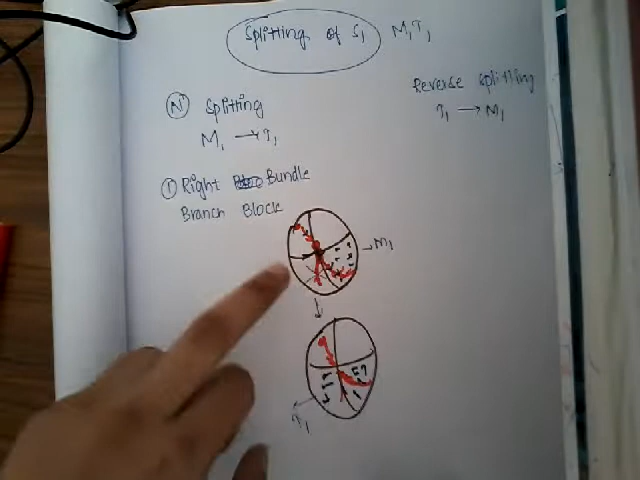 Splitting of S1 M1T1
Reverse splitting
T1 → M1
(N) Splitting
M1 → T1
① Right Bundle
Branch Block
→ M1
T1